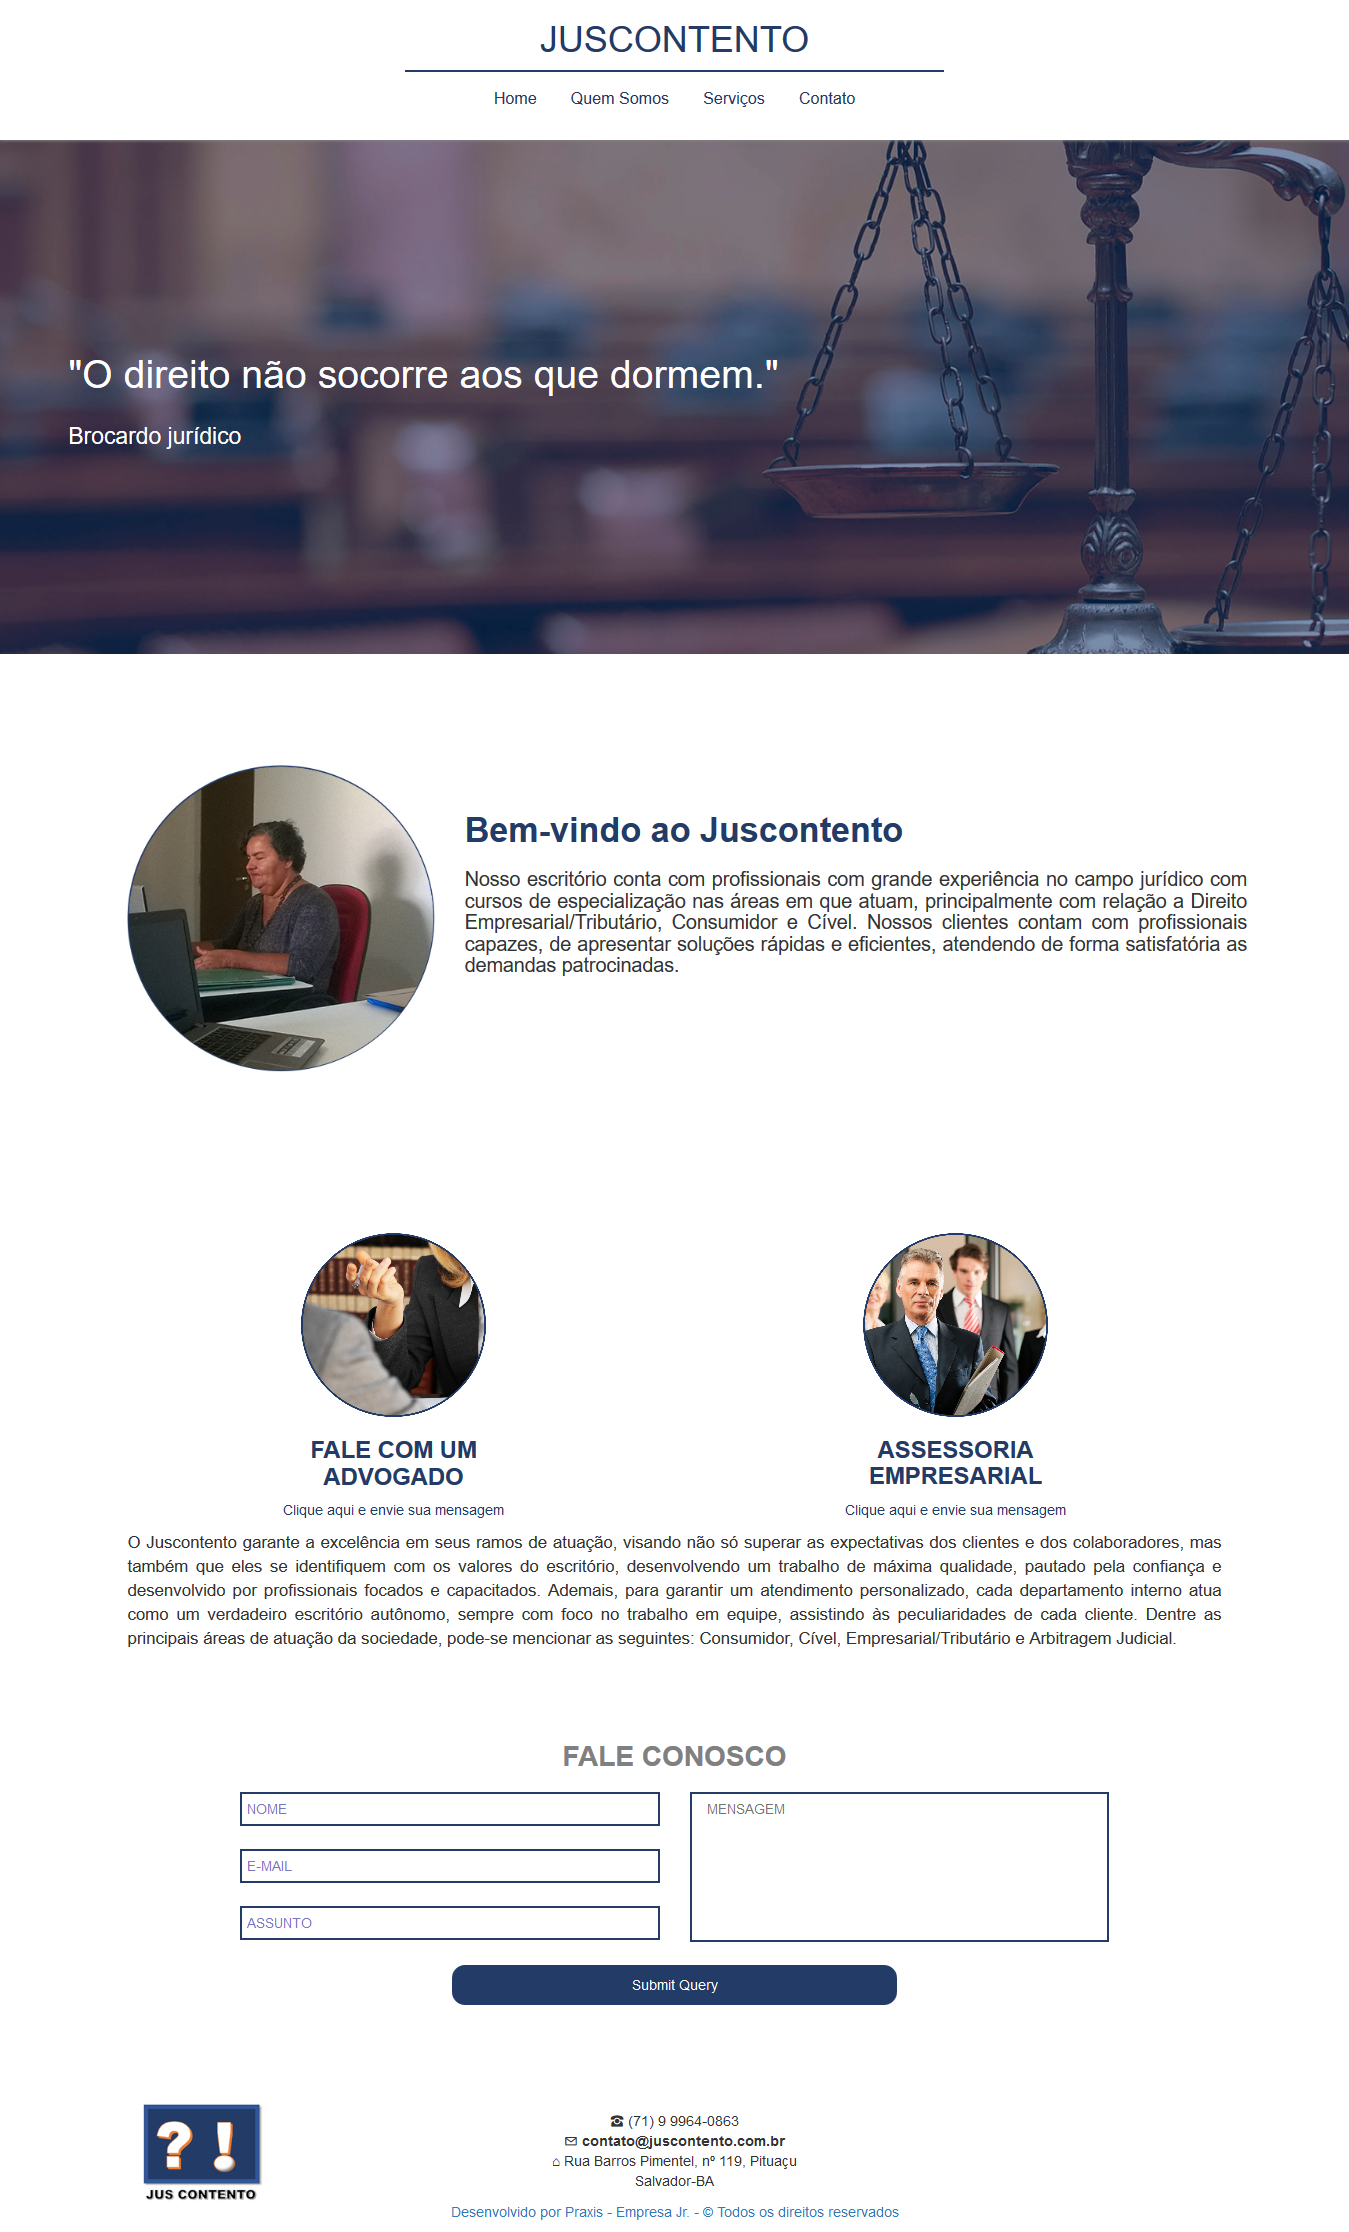 JUSCONTENTO
Home Quem Somos Serviços Contato
"O direito não socorre aos que dormem."
Brocardo jurídico
Bem-vindo ao Juscontento
Nosso escritório conta com profissionais com grande experiência no campo jurídico com
cursos de especialização nas áreas em que atuam, principalmente com relação a Direito
Empresarial/Tributário, Consumidor e Cível. Nossos clientes contam com profissionais
capazes, de apresentar soluções rápidas e eficientes, atendendo de forma satisfatória as
demandas patrocinadas.
FALE COM UM
ADVOGADO
Clique aqui e envie sua mensagem
ASSESSORIA
EMPRESARIAL
Clique aqui e envie sua mensagem
O Juscontento garante a excelência em seus ramos de atuação, visando não só superar as expectativas dos clientes e dos colaboradores, mas
também que eles se identifiquem com os valores do escritório, desenvolvendo um trabalho de máxima qualidade, pautado pela confiança e
desenvolvido por profissionais focados e capacitados. Ademais, para garantir um atendimento personalizado, cada departamento interno atua
como um verdadeiro escritório autônomo, sempre com foco no trabalho em equipe, assistindo às peculiaridades de cada cliente. Dentre as
principais áreas de atuação da sociedade, pode-se mencionar as seguintes: Consumidor, Cível, Empresarial/Tributário e Arbitragem Judicial.
FALE CONOSCO
NOME
E-MAIL
ASSUNTO
MENSAGEM
Submit Query
?!
JUS CONTENTO
(71) 9 9964-0863
contato@juscontento.com.br
Rua Barros Pimentel, nº 119, Pituaçu
Salvador-BA
Desenvolvido por Praxis - Empresa Jr. - © Todos os direitos reservados